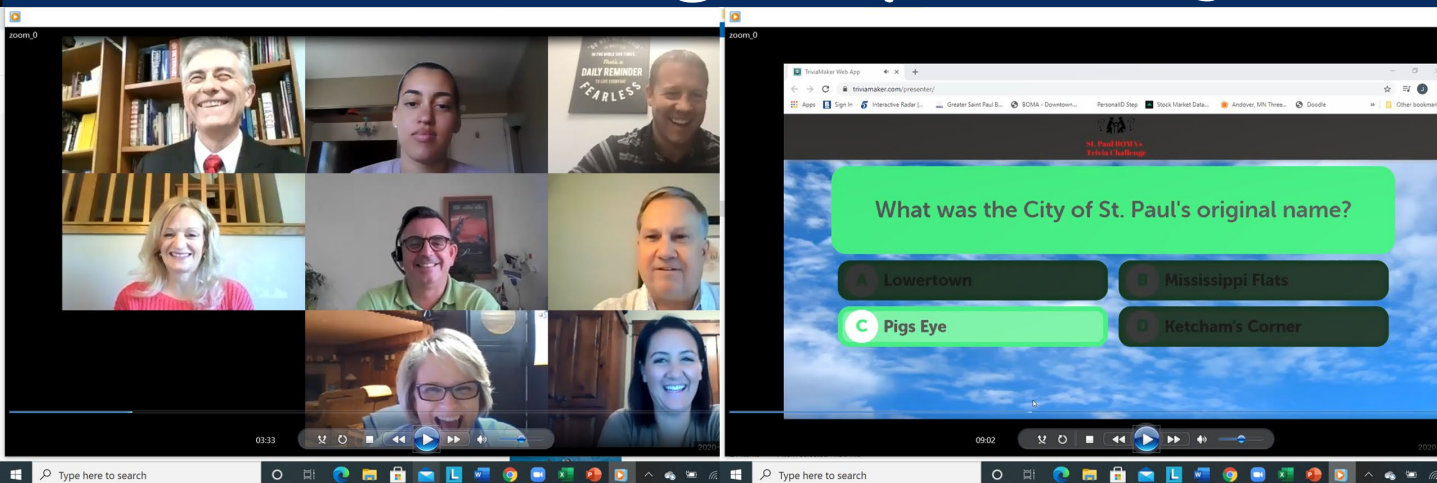 zoom_0
DAILY REMINDER
FEARLESS
03:33
2020-
Type here to search
zoom_0
TriviaMaker Web App
triviamaker.com/presenter/
Apps Sign In Interactive Radar |... Greater Saint Paul B... BOMA - Downtown... PersonalID Step Stock Market Data... Andover, MN Three... Doodle » Other bookmar
St. Paul BOMA's
Trivia Challenge
What was the City of St. Paul's original name?
A Lowertown
B Mississippi Flats
C Pigs Eye
D Ketcham's Corner
09:02
2020
Type here to search